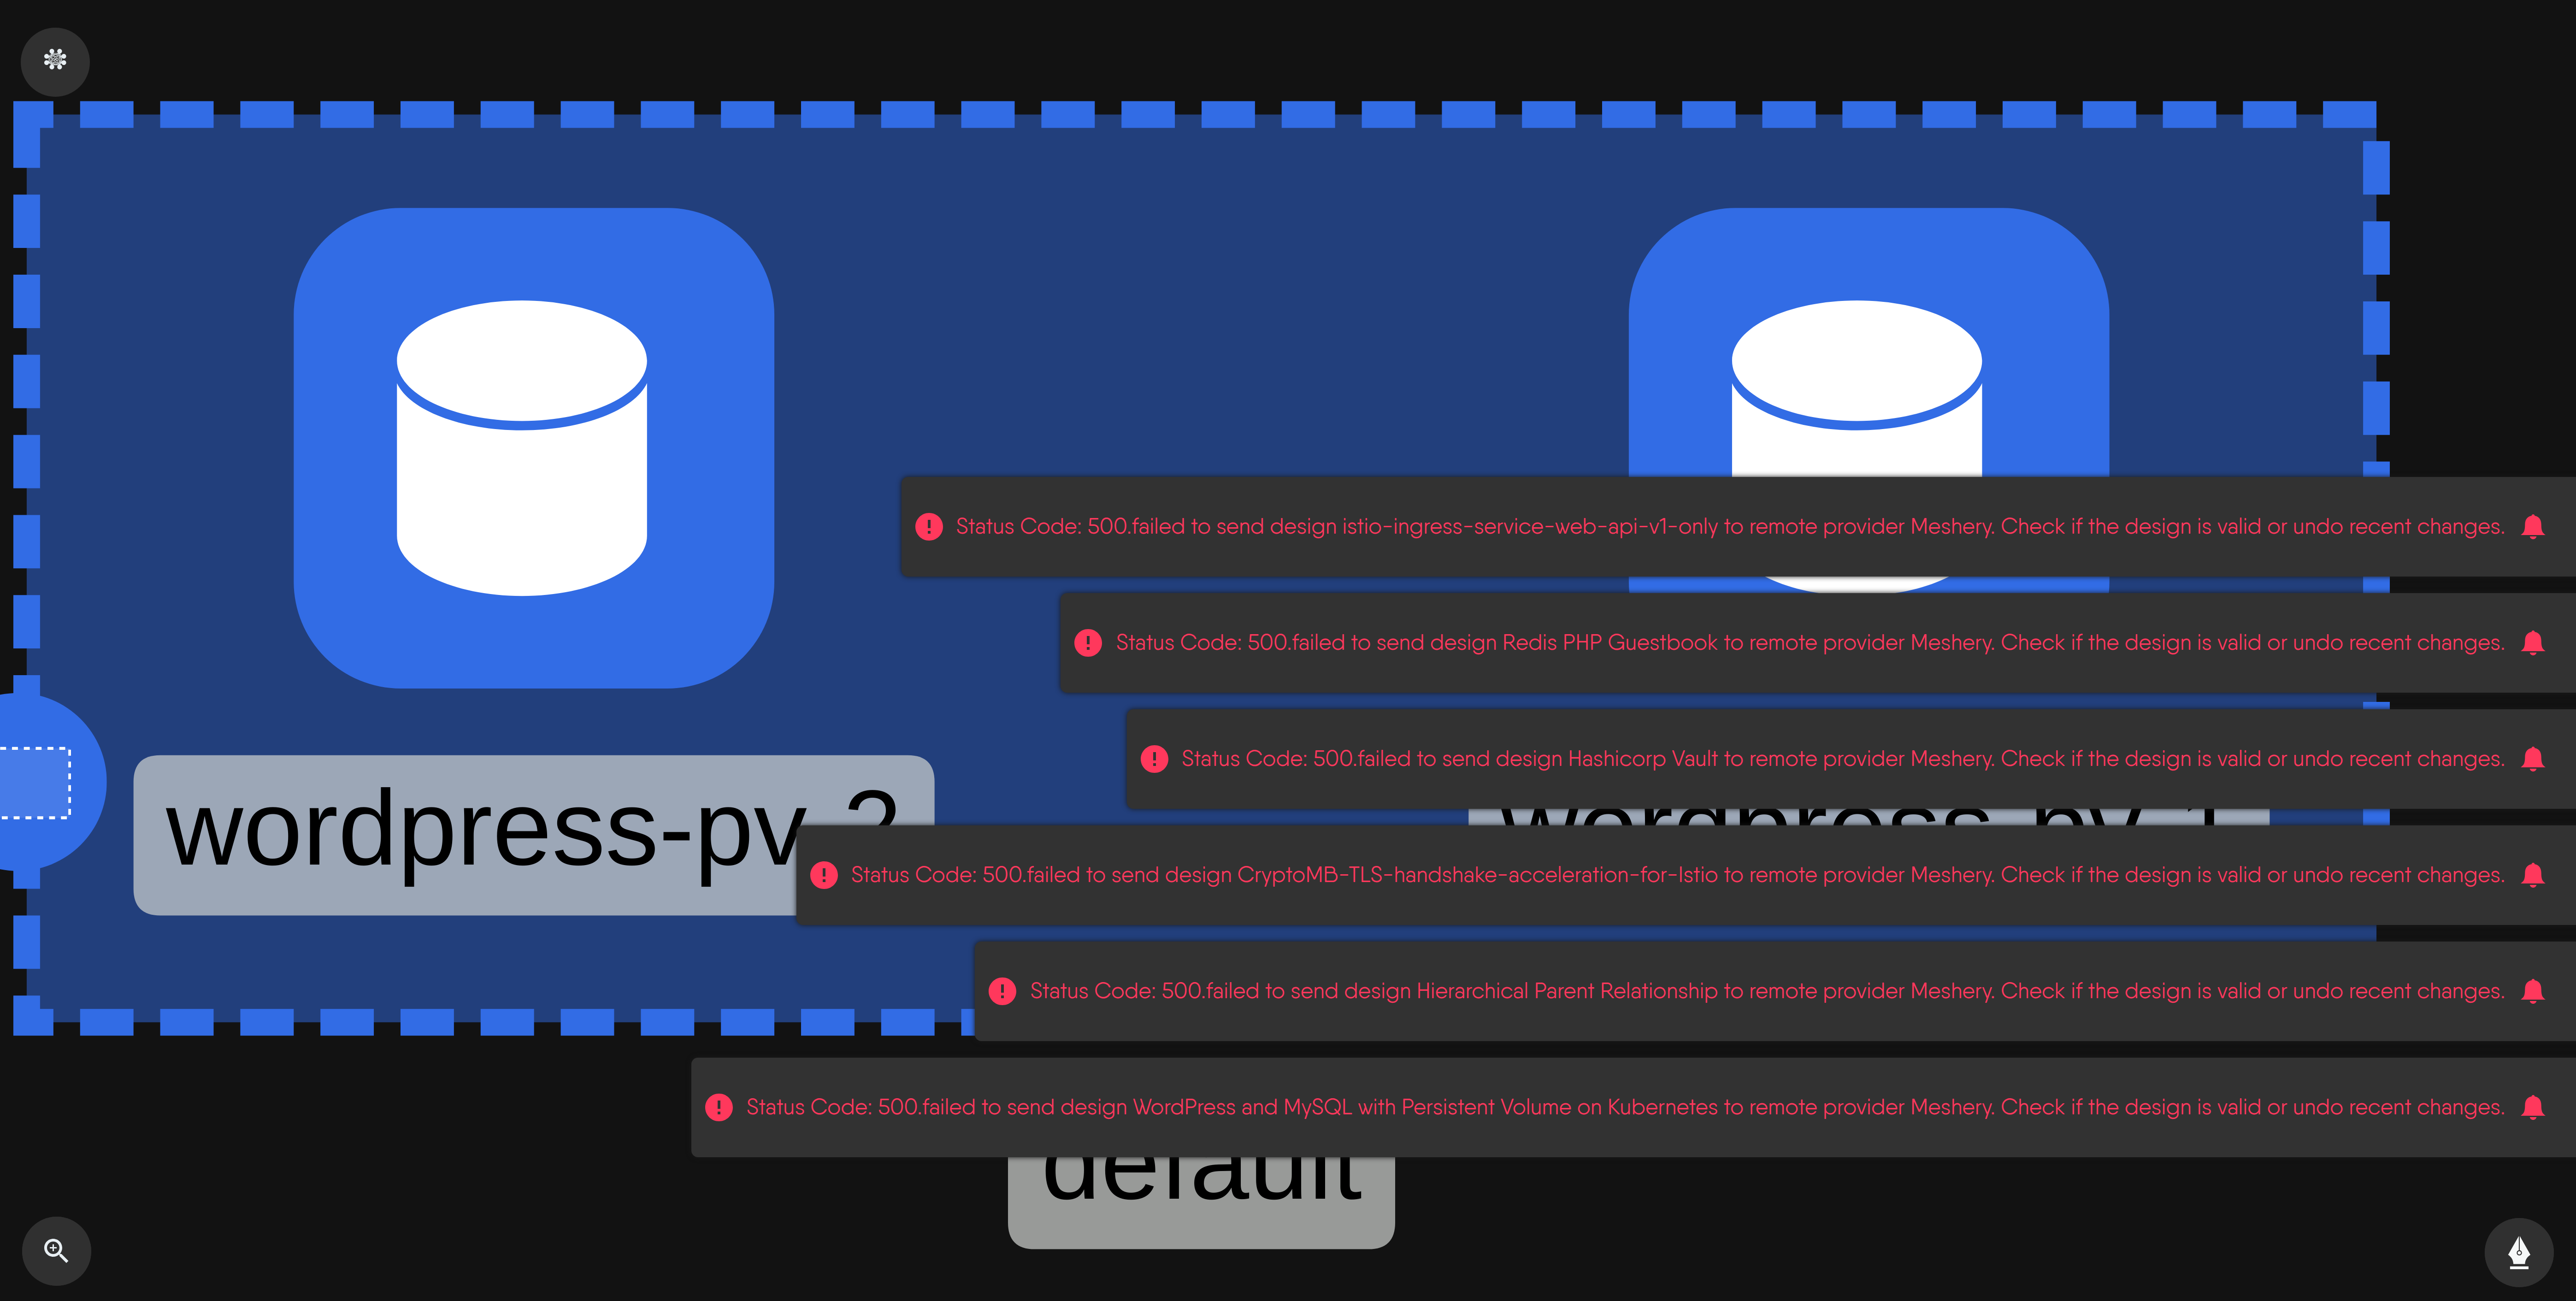 Status Code: 500.failed to send design istio-ingress-service-web-api-v1-only to remote provider Meshery. Check if the design is valid or undo recent changes.
Status Code: 500.failed to send design Redis PHP Guestbook to remote provider Meshery. Check if the design is valid or undo recent changes.
Status Code: 500.failed to send design Hashicorp Vault to remote provider Meshery. Check if the design is valid or undo recent changes.
wordpress-pv-2
wordpress-pv-1
Status Code: 500.failed to send design CryptoMB-TLS-handshake-acceleration-for-Istio to remote provider Meshery. Check if the design is valid or undo recent changes.
Status Code: 500.failed to send design Hierarchical Parent Relationship to remote provider Meshery. Check if the design is valid or undo recent changes.
Status Code: 500.failed to send design WordPress and MySQL with Persistent Volume on Kubernetes to remote provider Meshery. Check if the design is valid or undo recent changes.
default